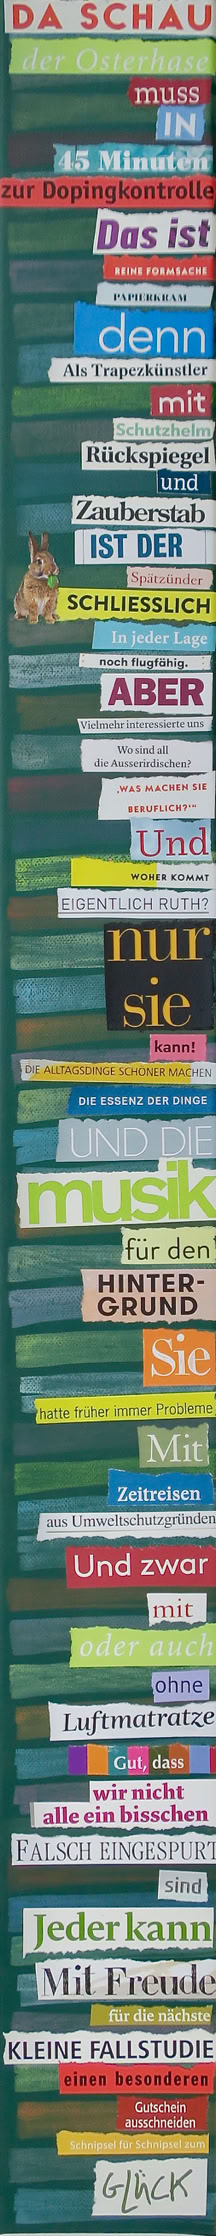 DA SCHAU
der Osterhase
muss
IN
45 Minuten
zur Dopingkontrolle
Das ist
REINE FORMSACHE
PAPIERKRAM
denn
Als Trapezkünstler
mit
Schutzhelm
Rückspiegel
und
Zauberstab
IST DER
Spätzünder
SCHLIESSLICH
In jeder Lage
noch flugfähig.
ABER
Vielmehr interessierte uns
Wo sind all
die Ausserirdischen?
„WAS MACHEN SIE
BERUFLICH?“
Und
WOHER KOMMT
EIGENTLICH RUTH?
nur
sie
kann!
DIE ALLTAGSDINGE SCHÖNER MACHEN
DIE ESSENZ DER DINGE
UND DIE
musik
für den
HINTER-
GRUND
Sie
hatte früher immer Probleme
Mit
Zeitreisen
aus Umweltschutzgründen
Und zwar
mit
oder auch
ohne
Luftmatratze
Gut, dass
wir nicht
alle ein bisschen
FALSCH EINGESPURT
sind
Jeder kann
Mit Freude
für die nächste
KLEINE FALLSTUDIE
einen besonderen
Gutschein
ausschneiden
Schnipsel für Schnipsel zum
GLÜCK